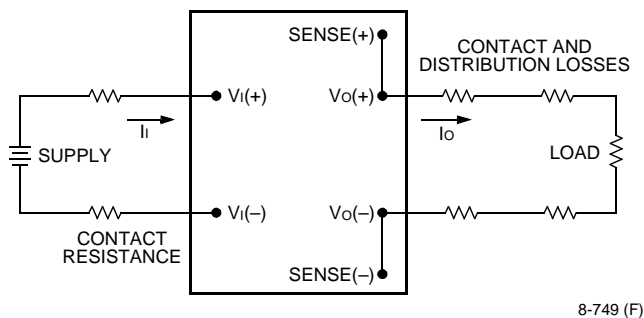 SENSE(+)
CONTACT AND
DISTRIBUTION LOSSES
VI(+)
VO(+)
II
IO
SUPPLY
LOAD
VI(–)
VO(–)
CONTACT
RESISTANCE
SENSE(–)
8-749 (F)